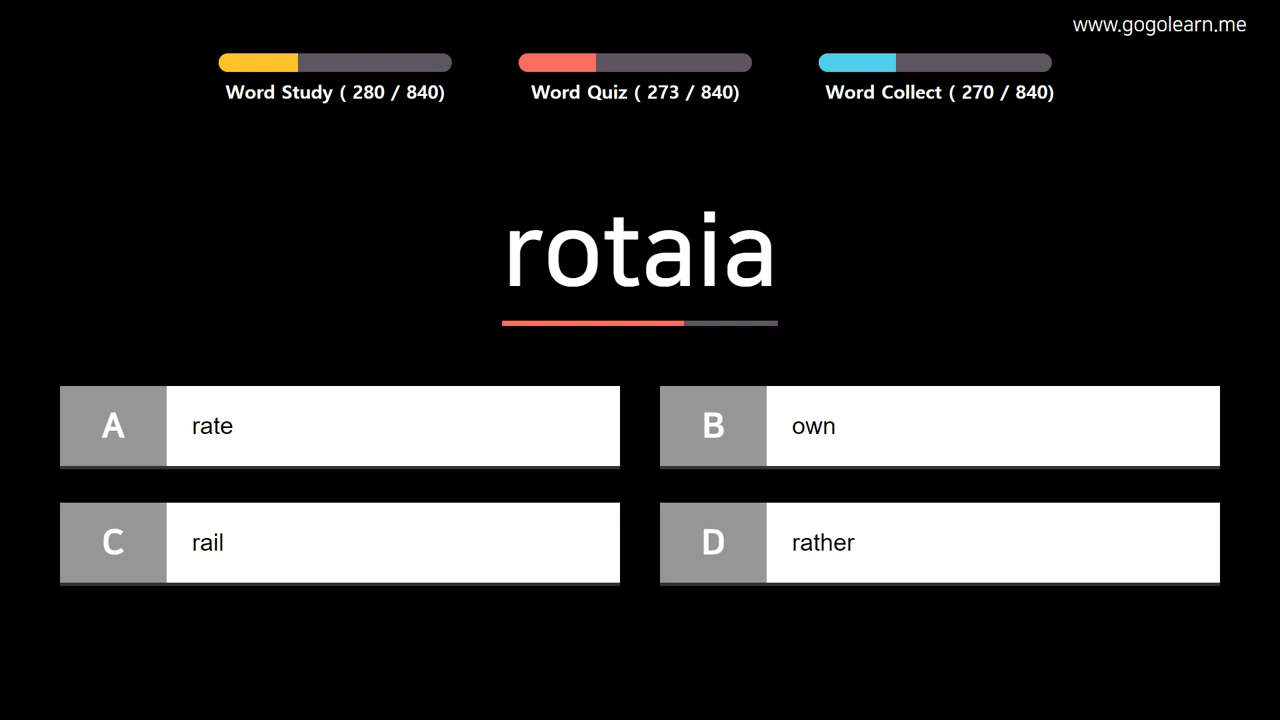 www.gogolearn.me
Word Study ( 280 / 840)
Word Quiz ( 273 / 840)
Word Collect ( 270 / 840)
rotaia
A rate
B own
C rail
D rather